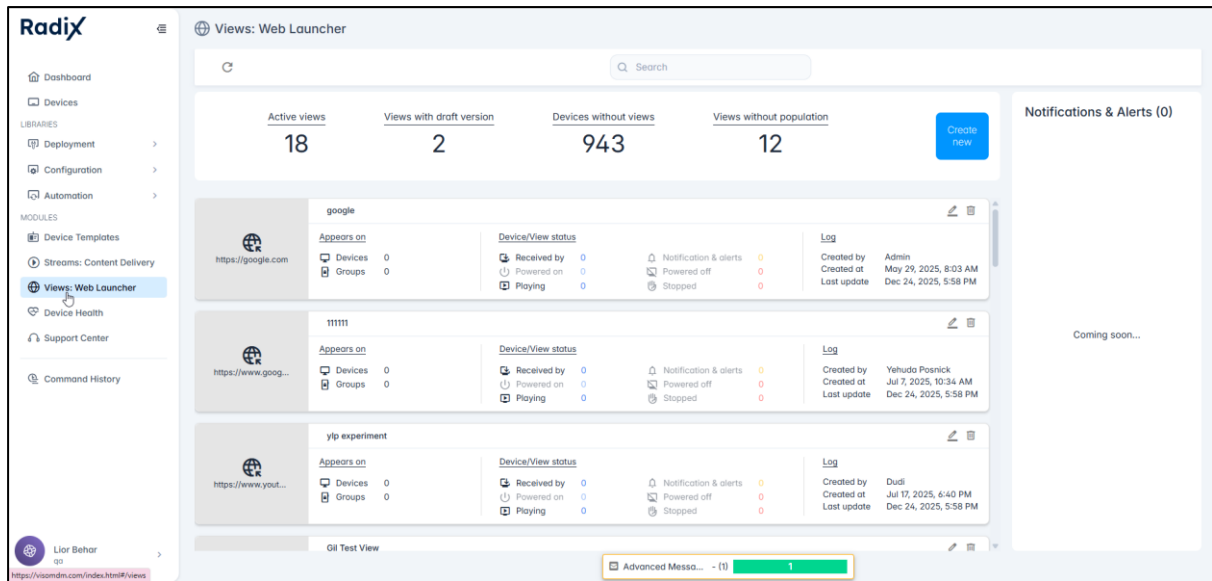 Radix
Views: Web Launcher
Dashboard
Devices
LIBRARIES
Deployment
Configuration
Automation
MODULES
Device Templates
Streams: Content Delivery
Views: Web Launcher
Device Health
Support Center
Command History
Lior Behar
qa
https://visomdm.com/index.html#/views
Search
Active views
18
Views with draft version
2
Devices without views
943
Views without population
12
Create
new
Notifications & Alerts (0)
Coming soon...
google
https://google.com
Appears on
Devices 0
Groups 0
Device/View status
Received by 0
Powered on 0
Playing 0
Notification & alerts 0
Powered off 0
Stopped 0
Log
Created by Admin
Created at May 29, 2025, 8:03 AM
Last update Dec 24, 2025, 5:58 PM
111111
https://www.goog...
Appears on
Devices 0
Groups 0
Device/View status
Received by 0
Powered on 0
Playing 0
Notification & alerts 0
Powered off 0
Stopped 0
Log
Created by Yehuda Posnick
Created at Jul 7, 2025, 10:34 AM
Last update Dec 24, 2025, 5:58 PM
ylp experiment
https://www.yout...
Appears on
Devices 0
Groups 0
Device/View status
Received by 0
Powered on 0
Playing 0
Notification & alerts 0
Powered off 0
Stopped 0
Log
Created by Dudi
Created at Jul 17, 2025, 6:40 PM
Last update Dec 24, 2025, 5:58 PM
Gil Test View
Advanced Messa... - (1) 1